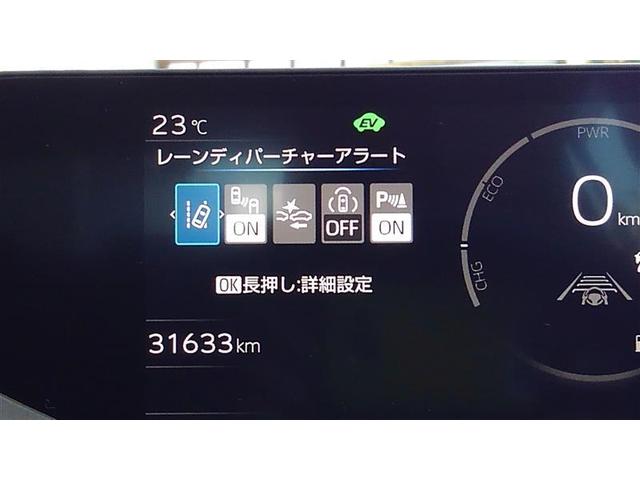 23℃
EV
レーンディパーチャーアラート
ON
OFF
P
ON
OK長押し:詳細設定
31633km
PWR
ECO
CHG
0
km